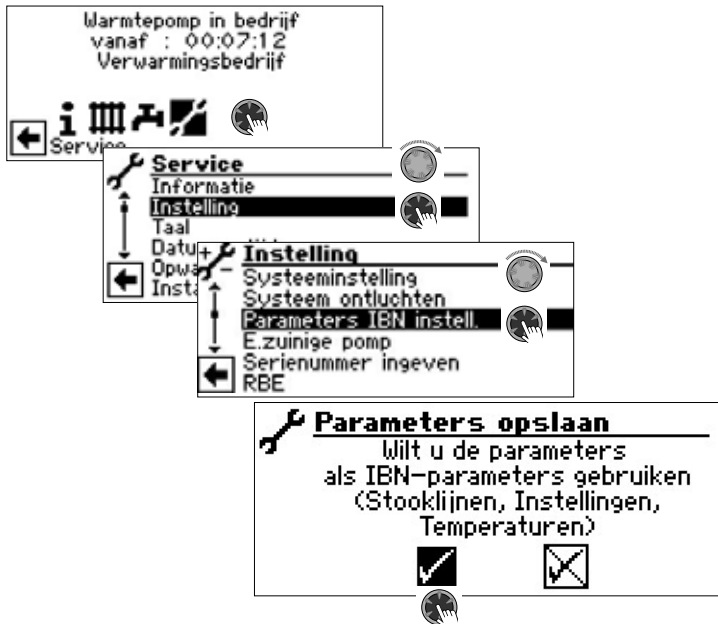 Warmtepomp in bedrijf
vanaf : 00:07:12
Verwarmingsbedrijf
Service
Service
Informatie
Instelling
Taal
Instelling
Systeeminstelling
Systeem ontluchten
Parameters IBN instell.
E.zuinige pomp
Serienummer ingeven
RBE
Parameters opslaan
Wilt u de parameters
als IBN-parameters gebruiken
(Stooklijnen, Instellingen,
Temperaturen)